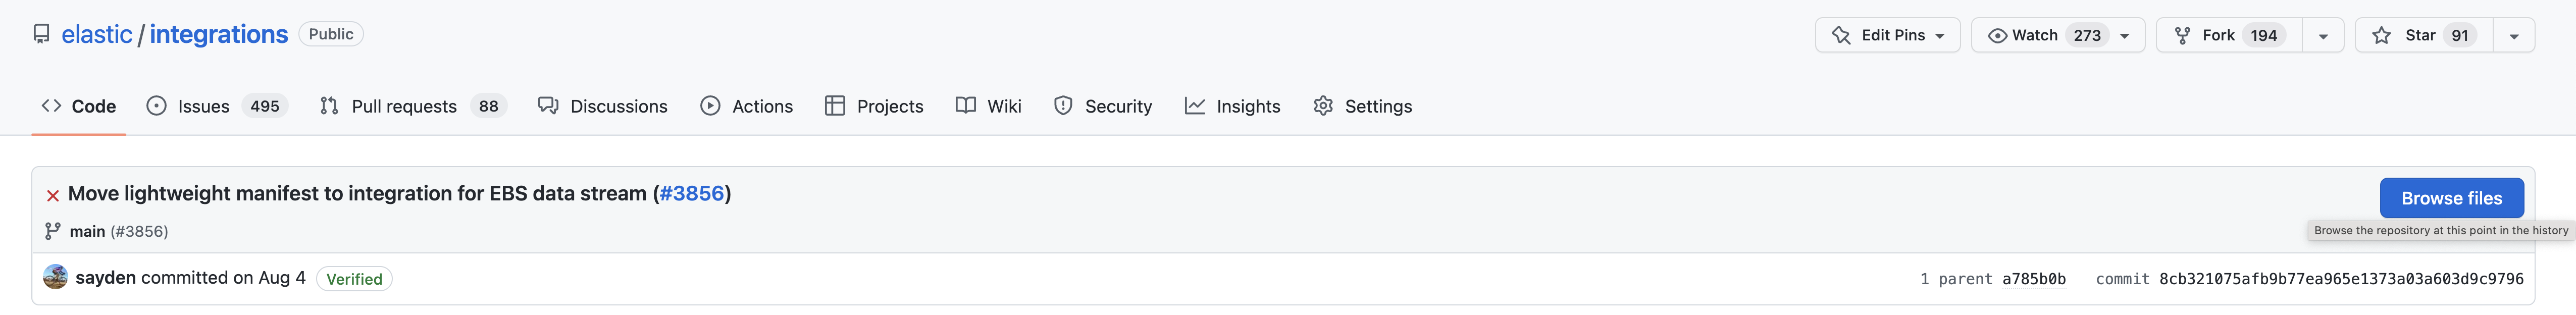 elastic / integrations Public Edit Pins Watch 273 Fork 194 Star 91
Code Issues 495 Pull requests 88 Discussions Actions Projects Wiki Security Insights Settings
Move lightweight manifest to integration for EBS data stream (#3856) Browse files
main (#3856) Browse the repository at this point in the history
sayden committed on Aug 4 Verified 1 parent a785b0b commit 8cb321075afb9b77ea965e1373a03a603d9c9796